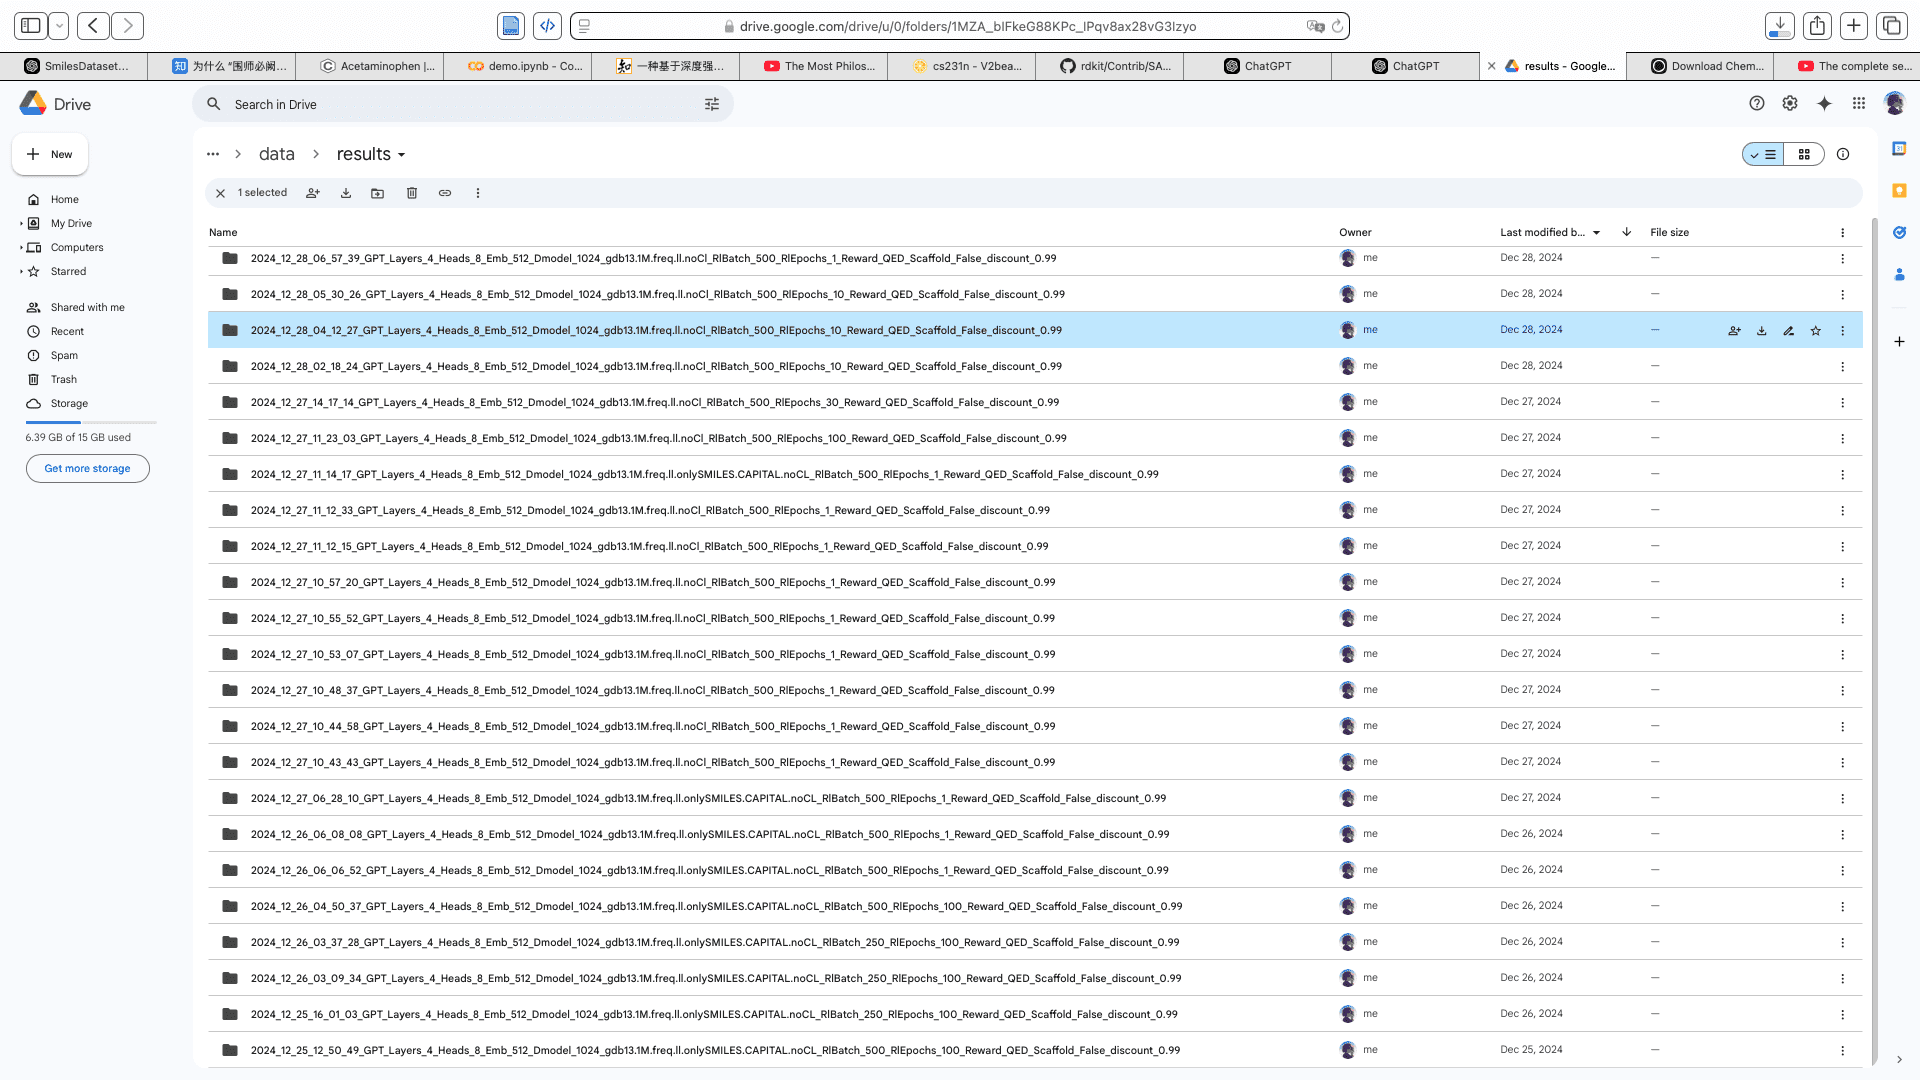 drive.google.com/drive/u/0/folders/1MZA_bIFkeG88KPc_IPqv8ax28vG3Izyo
SmilesDataset...
为什么 “围师必阙...
Acetaminophen |...
demo.ipynb - Co...
一种基于深度强...
The Most Philos...
cs231n - V2bea...
rdkit/Contrib/SA...
ChatGPT
ChatGPT
results - Google...
Download Chem...
The complete se...
Drive
Search in Drive
New
Home
My Drive
Computers
Starred
Shared with me
Recent
Spam
Trash
Storage
6.39 GB of 15 GB used
Get more storage
data
results
1 selected
Name Owner Last modified b... File size
2024_12_28_06_57_39_GPT_Layers_4_Heads_8_Emb_512_Dmodel_1024_gdb13.1M.freq.ll.noCl_RlBatch_500_RlEpochs_1_Reward_QED_Scaffold_False_discount_0.99 me Dec 28, 2024 —
2024_12_28_05_30_26_GPT_Layers_4_Heads_8_Emb_512_Dmodel_1024_gdb13.1M.freq.ll.noCl_RlBatch_500_RlEpochs_10_Reward_QED_Scaffold_False_discount_0.99 me Dec 28, 2024 —
2024_12_28_04_12_27_GPT_Layers_4_Heads_8_Emb_512_Dmodel_1024_gdb13.1M.freq.ll.noCl_RlBatch_500_RlEpochs_10_Reward_QED_Scaffold_False_discount_0.99 me Dec 28, 2024 —
2024_12_28_02_18_24_GPT_Layers_4_Heads_8_Emb_512_Dmodel_1024_gdb13.1M.freq.ll.noCl_RlBatch_500_RlEpochs_10_Reward_QED_Scaffold_False_discount_0.99 me Dec 28, 2024 —
2024_12_27_14_17_14_GPT_Layers_4_Heads_8_Emb_512_Dmodel_1024_gdb13.1M.freq.ll.noCl_RlBatch_500_RlEpochs_30_Reward_QED_Scaffold_False_discount_0.99 me Dec 27, 2024 —
2024_12_27_11_23_03_GPT_Layers_4_Heads_8_Emb_512_Dmodel_1024_gdb13.1M.freq.ll.noCl_RlBatch_500_RlEpochs_100_Reward_QED_Scaffold_False_discount_0.99 me Dec 27, 2024 —
2024_12_27_11_14_17_GPT_Layers_4_Heads_8_Emb_512_Dmodel_1024_gdb13.1M.freq.ll.onlySMILES.CAPITAL.noCL_RlBatch_500_RlEpochs_1_Reward_QED_Scaffold_False_discount_0.99 me Dec 27, 2024 —
2024_12_27_11_12_33_GPT_Layers_4_Heads_8_Emb_512_Dmodel_1024_gdb13.1M.freq.ll.noCl_RlBatch_500_RlEpochs_1_Reward_QED_Scaffold_False_discount_0.99 me Dec 27, 2024 —
2024_12_27_11_12_15_GPT_Layers_4_Heads_8_Emb_512_Dmodel_1024_gdb13.1M.freq.ll.noCl_RlBatch_500_RlEpochs_1_Reward_QED_Scaffold_False_discount_0.99 me Dec 27, 2024 —
2024_12_27_10_57_20_GPT_Layers_4_Heads_8_Emb_512_Dmodel_1024_gdb13.1M.freq.ll.noCl_RlBatch_500_RlEpochs_1_Reward_QED_Scaffold_False_discount_0.99 me Dec 27, 2024 —
2024_12_27_10_55_52_GPT_Layers_4_Heads_8_Emb_512_Dmodel_1024_gdb13.1M.freq.ll.noCl_RlBatch_500_RlEpochs_1_Reward_QED_Scaffold_False_discount_0.99 me Dec 27, 2024 —
2024_12_27_10_53_07_GPT_Layers_4_Heads_8_Emb_512_Dmodel_1024_gdb13.1M.freq.ll.noCl_RlBatch_500_RlEpochs_1_Reward_QED_Scaffold_False_discount_0.99 me Dec 27, 2024 —
2024_12_27_10_48_37_GPT_Layers_4_Heads_8_Emb_512_Dmodel_1024_gdb13.1M.freq.ll.noCl_RlBatch_500_RlEpochs_1_Reward_QED_Scaffold_False_discount_0.99 me Dec 27, 2024 —
2024_12_27_10_44_58_GPT_Layers_4_Heads_8_Emb_512_Dmodel_1024_gdb13.1M.freq.ll.noCl_RlBatch_500_RlEpochs_1_Reward_QED_Scaffold_False_discount_0.99 me Dec 27, 2024 —
2024_12_27_10_43_43_GPT_Layers_4_Heads_8_Emb_512_Dmodel_1024_gdb13.1M.freq.ll.noCl_RlBatch_500_RlEpochs_1_Reward_QED_Scaffold_False_discount_0.99 me Dec 27, 2024 —
2024_12_27_06_28_10_GPT_Layers_4_Heads_8_Emb_512_Dmodel_1024_gdb13.1M.freq.ll.onlySMILES.CAPITAL.noCL_RlBatch_500_RlEpochs_1_Reward_QED_Scaffold_False_discount_0.99 me Dec 27, 2024 —
2024_12_26_06_08_08_GPT_Layers_4_Heads_8_Emb_512_Dmodel_1024_gdb13.1M.freq.ll.onlySMILES.CAPITAL.noCL_RlBatch_500_RlEpochs_1_Reward_QED_Scaffold_False_discount_0.99 me Dec 26, 2024 —
2024_12_26_06_06_52_GPT_Layers_4_Heads_8_Emb_512_Dmodel_1024_gdb13.1M.freq.ll.onlySMILES.CAPITAL.noCL_RlBatch_500_RlEpochs_1_Reward_QED_Scaffold_False_discount_0.99 me Dec 26, 2024 —
2024_12_26_04_50_37_GPT_Layers_4_Heads_8_Emb_512_Dmodel_1024_gdb13.1M.freq.ll.onlySMILES.CAPITAL.noCL_RlBatch_500_RlEpochs_100_Reward_QED_Scaffold_False_discount_0.99 me Dec 26, 2024 —
2024_12_26_03_37_28_GPT_Layers_4_Heads_8_Emb_512_Dmodel_1024_gdb13.1M.freq.ll.onlySMILES.CAPITAL.noCL_RlBatch_250_RlEpochs_100_Reward_QED_Scaffold_False_discount_0.99 me Dec 26, 2024 —
2024_12_26_03_09_34_GPT_Layers_4_Heads_8_Emb_512_Dmodel_1024_gdb13.1M.freq.ll.onlySMILES.CAPITAL.noCL_RlBatch_250_RlEpochs_100_Reward_QED_Scaffold_False_discount_0.99 me Dec 26, 2024 —
2024_12_25_16_01_03_GPT_Layers_4_Heads_8_Emb_512_Dmodel_1024_gdb13.1M.freq.ll.onlySMILES.CAPITAL.noCL_RlBatch_250_RlEpochs_100_Reward_QED_Scaffold_False_discount_0.99 me Dec 26, 2024 —
2024_12_25_12_50_49_GPT_Layers_4_Heads_8_Emb_512_Dmodel_1024_gdb13.1M.freq.ll.onlySMILES.CAPITAL.noCL_RlBatch_500_RlEpochs_100_Reward_QED_Scaffold_False_discount_0.99 me Dec 25, 2024 —